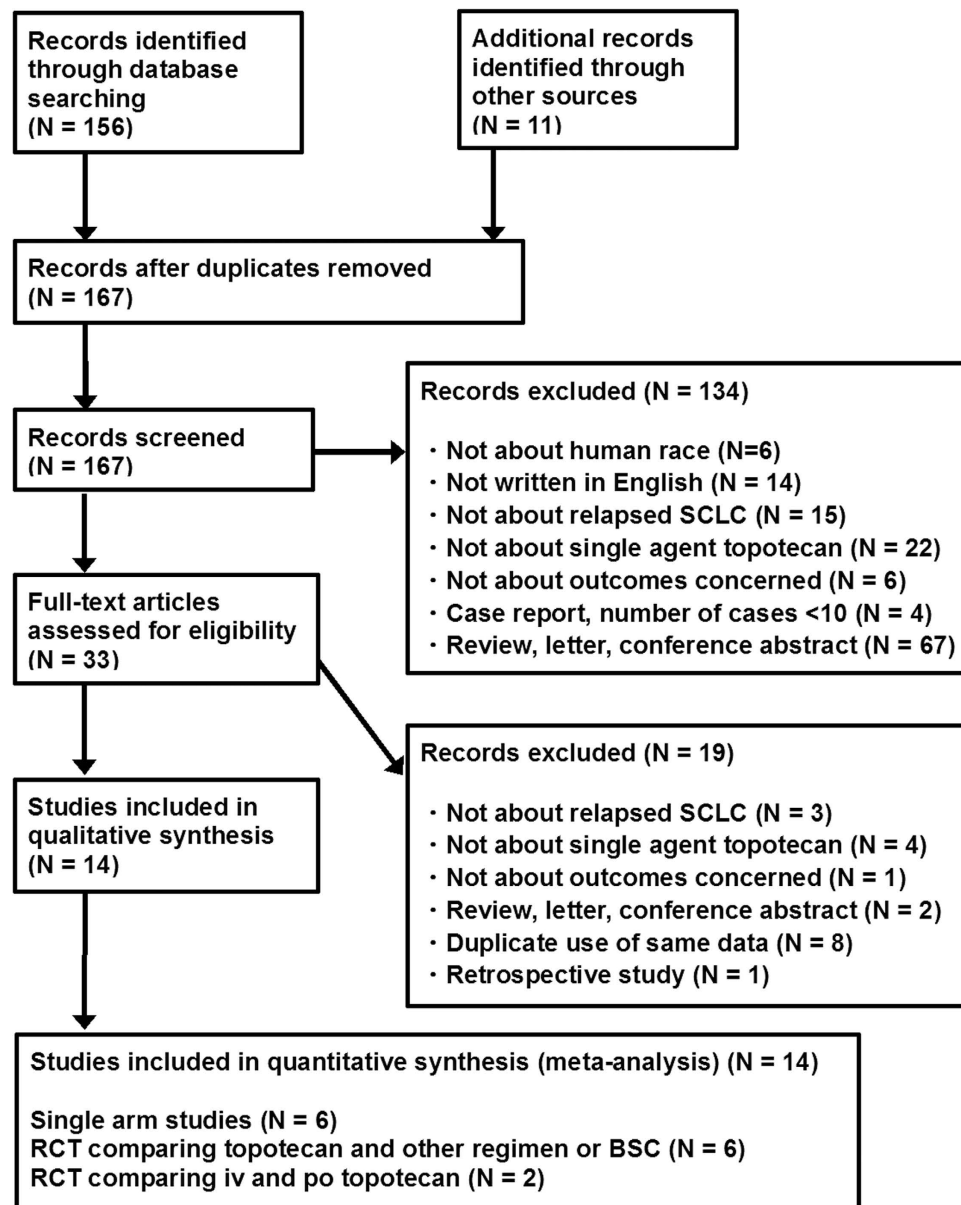 Records identified
through database
searching
(N = 156)
Additional records
identified through
other sources
(N = 11)
Records after duplicates removed
(N = 167)
Records screened
(N = 167)
Records excluded (N = 134)
・Not about human race (N=6)
・Not written in English (N = 14)
・Not about relapsed SCLC (N = 15)
・Not about single agent topotecan (N = 22)
・Not about outcomes concerned (N = 6)
・Case report, number of cases <10 (N = 4)
・Review, letter, conference abstract (N = 67)
Full-text articles
assessed for eligibility
(N = 33)
Records excluded (N = 19)
・Not about relapsed SCLC (N = 3)
・Not about single agent topotecan (N = 4)
・Not about outcomes concerned (N = 1)
・Review, letter, conference abstract (N = 2)
・Duplicate use of same data (N = 8)
・Retrospective study (N = 1)
Studies included in
qualitative synthesis
(N = 14)
Studies included in quantitative synthesis (meta-analysis) (N = 14)
Single arm studies (N = 6)
RCT comparing topotecan and other regimen or BSC (N = 6)
RCT comparing iv and po topotecan (N = 2)